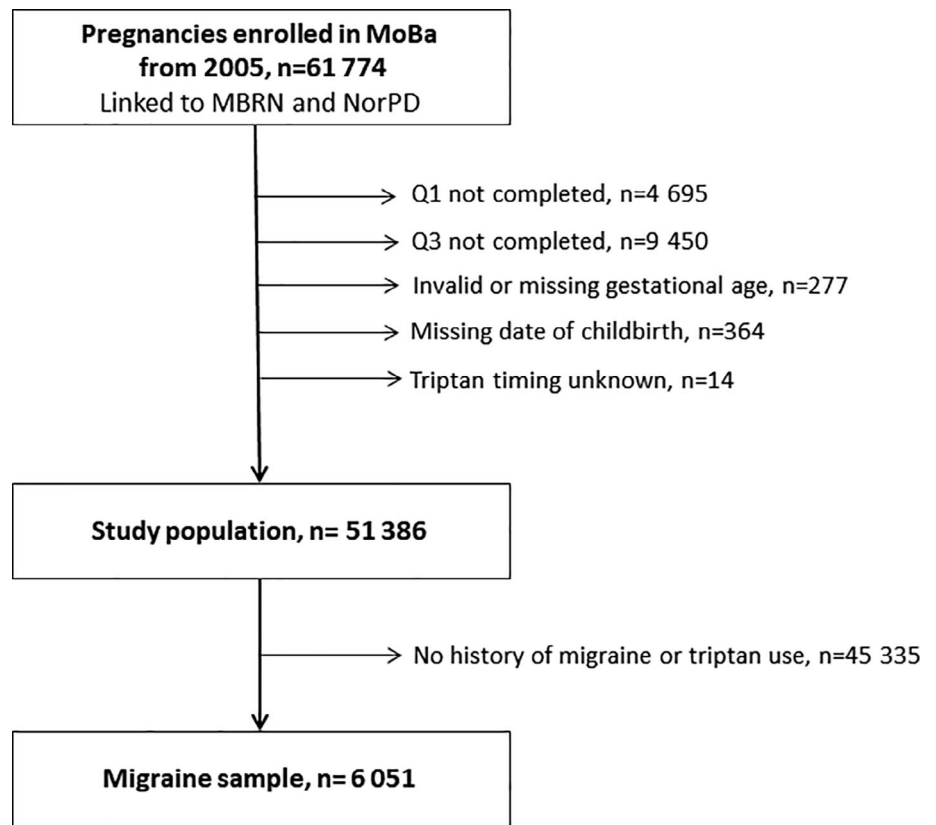 Pregnancies enrolled in MoBa
from 2005, n=61 774
Linked to MBRN and NorPD
Q1 not completed, n=4 695
Q3 not completed, n=9 450
Invalid or missing gestational age, n=277
Missing date of childbirth, n=364
Triptan timing unknown, n=14
Study population, n= 51 386
No history of migraine or triptan use, n=45 335
Migraine sample, n= 6 051